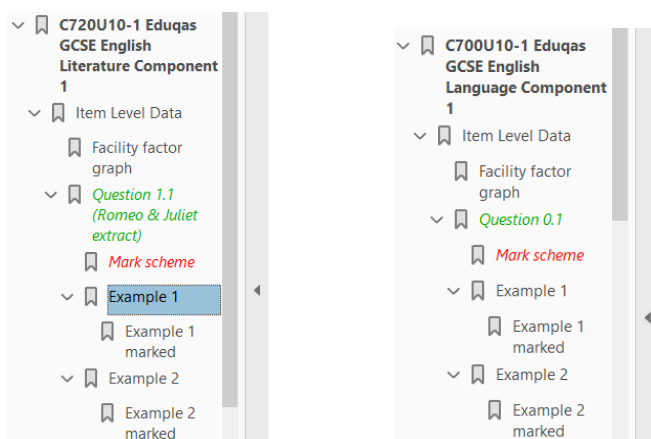 C720U10-1 Eduqas
GCSE English
Literature Component
1
Item Level Data
Facility factor
graph
Question 1.1
(Romeo & Juliet
extract)
Mark scheme
Example 1
Example 1
marked
Example 2
Example 2
marked
C700U10-1 Eduqas
GCSE English
Language Component
1
Item Level Data
Facility factor
graph
Question 0.1
Mark scheme
Example 1
Example 1
marked
Example 2
Example 2
marked